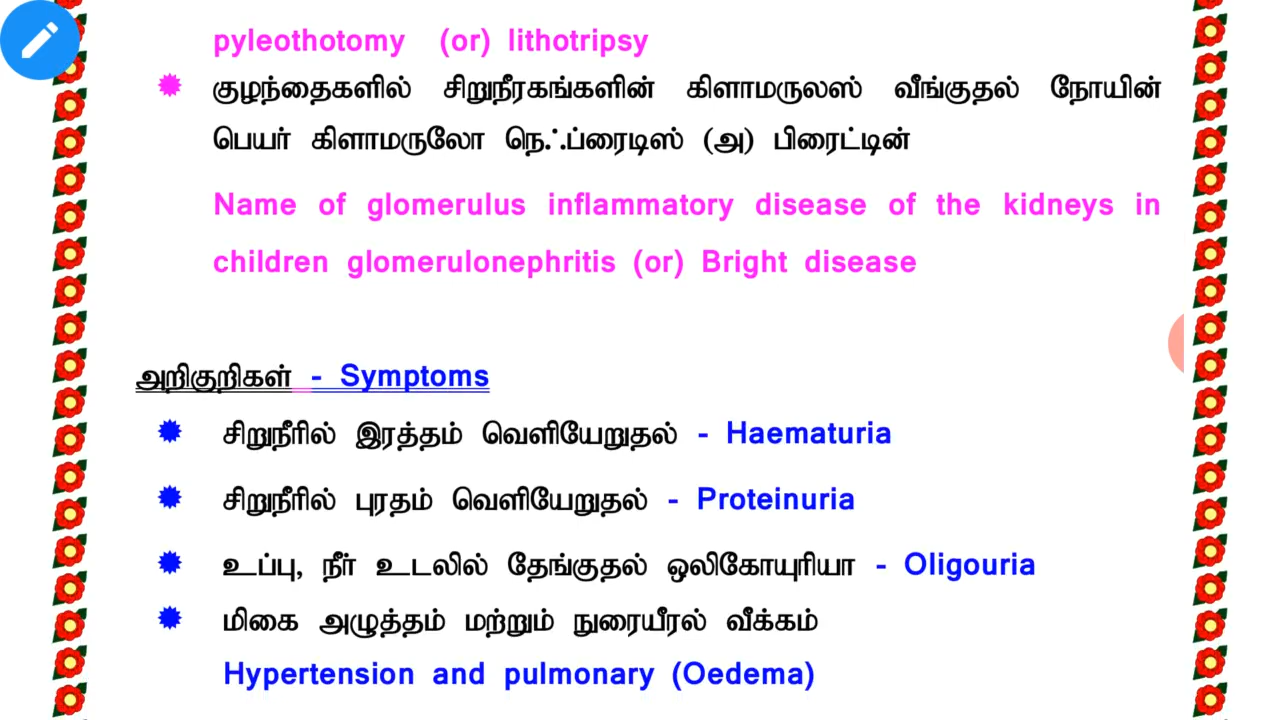 pyleothotomy (or) lithotripsy
குழந்தைகளில் சிறுநீரகங்களின் கிளாமருலஸ் வீங்குதல் நோயின்
பெயர் கிளாமருலோ நெஃப்ரைடிஸ் (அ) பிரைட்டின்
Name of glomerulus inflammatory disease of the kidneys in
children glomerulonephritis (or) Bright disease
அறிகுறிகள் - Symptoms
சிறுநீரில் இரத்தம் வெளியேறுதல் - Haematuria
சிறுநீரில் புரதம் வெளியேறுதல் - Proteinuria
உப்பு, நீர் உடலில் தேங்குதல் ஒலிகோயுரியா - Oligouria
மிகை அழுத்தம் மற்றும் நுரையீரல் வீக்கம்
Hypertension and pulmonary (Oedema)